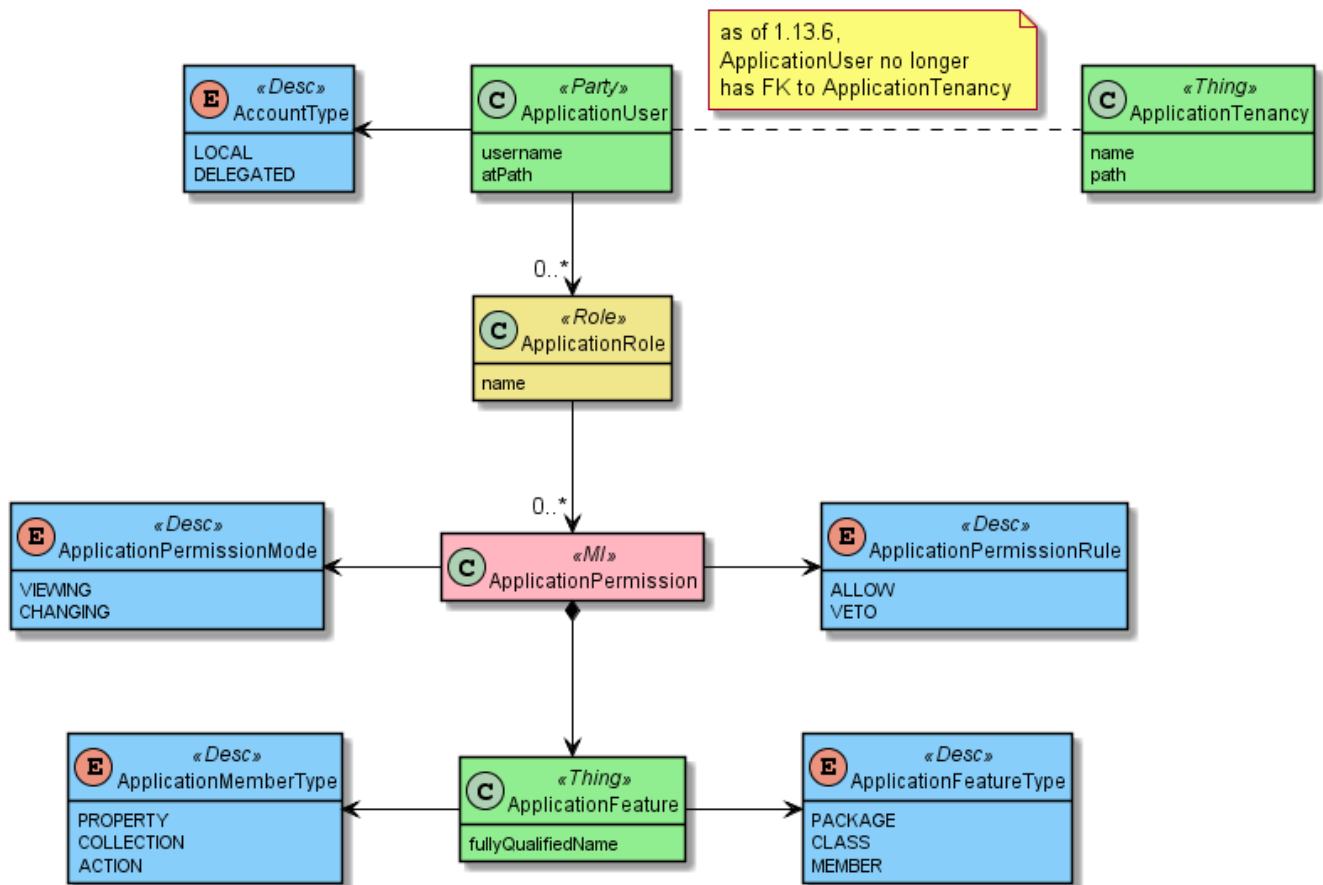 as of 1.13.6,
ApplicationUser no longer
has FK to ApplicationTenancy
E
«Desc»
AccountType
LOCAL
DELEGATED
C
«Party»
ApplicationUser
username
atPath
C
«Thing»
ApplicationTenancy
name
path
0..*
C
«Role»
ApplicationRole
name
0..*
E
«Desc»
ApplicationPermissionMode
VIEWING
CHANGING
C
«MI»
ApplicationPermission
E
«Desc»
ApplicationPermissionRule
ALLOW
VETO
E
«Desc»
ApplicationMemberType
PROPERTY
COLLECTION
ACTION
C
«Thing»
ApplicationFeature
fullyQualifiedName
E
«Desc»
ApplicationFeatureType
PACKAGE
CLASS
MEMBER